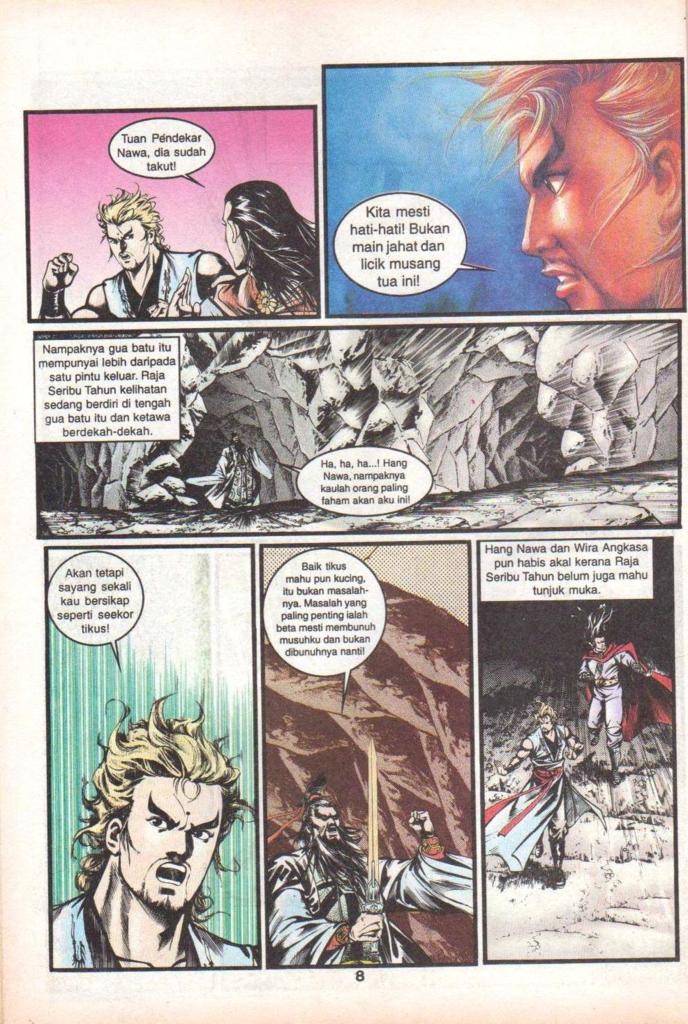 Tuan Pendekar
Nawa, dia sudah
takut!
Kita mesti
hati-hati! Bukan
main jahat dan
licik musang
tua ini!
Nampaknya gua batu itu
mempunyai lebih daripada
satu pintu keluar. Raja
Seribu Tahun kelihatan
sedang berdiri di tengah
gua batu itu dan ketawa
berdekah-dekah.
Ha, ha, ha...! Hang
Nawa, nampaknya
kaulah orang paling
faham akan aku ini!
Akan tetapi
sayang sekali
kau bersikap
seperti seekor
tikus!
Baik tikus
mahu pun kucing,
itu bukan masalah-
nya. Masalah yang
paling penting ialah
beta mesti membunuh
musuhku dan bukan
dibunuhnya nanti!
Hang Nawa dan Wira Angkasa
pun habis akal kerana Raja
Seribu Tahun belum juga mahu
tunjuk muka.
8